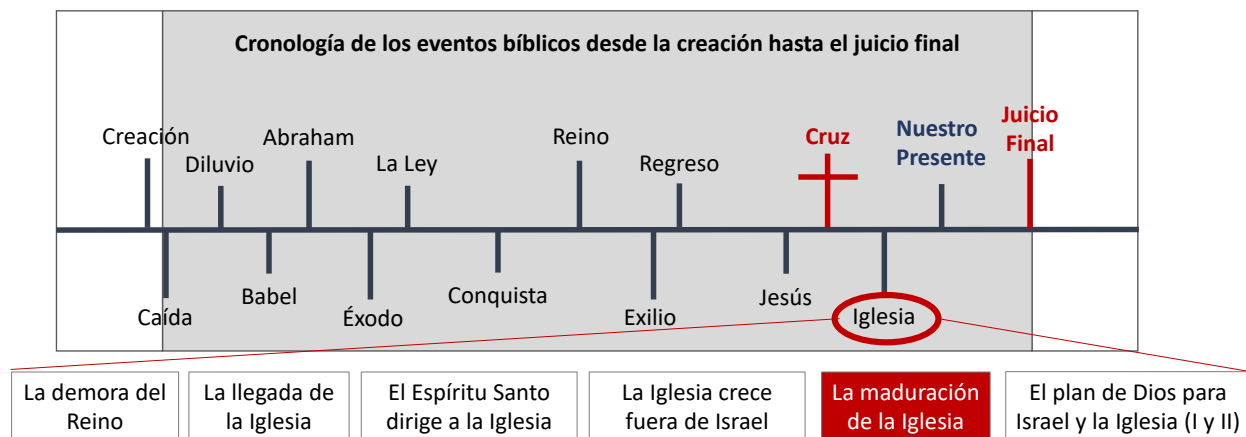 Cronología de los eventos bíblicos desde la creación hasta el juicio final
Creación
Diluvio
Abraham
La Ley
Reino
Regreso
Cruz
Nuestro
Presente
Juicio
Final
Caída
Babel
Éxodo
Conquista
Exilio
Jesús
Iglesia
La demora del
Reino
La llegada de
la Iglesia
El Espíritu Santo
dirige a la Iglesia
La Iglesia crece
fuera de Israel
La maduración
de la Iglesia
El plan de Dios para
Israel y la Iglesia (I y II)